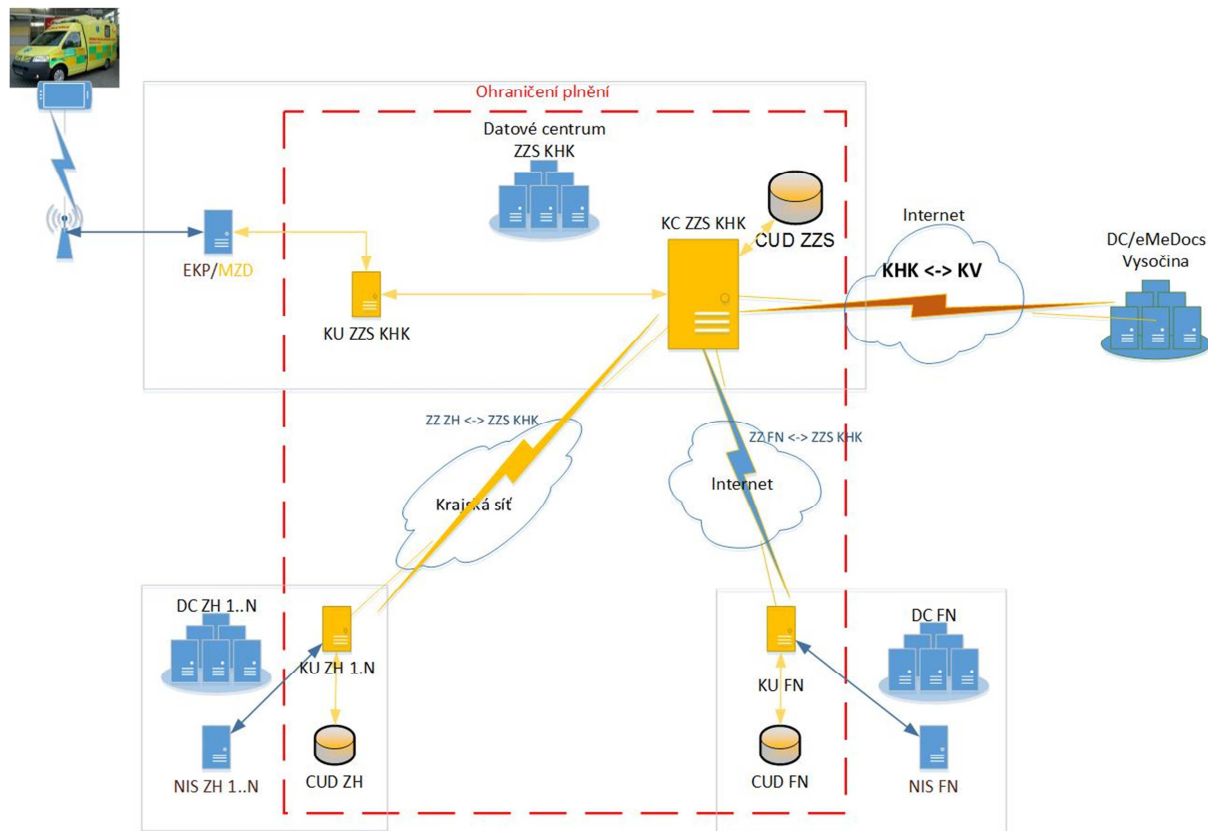 Ohraničení plnění
Datové centrum
ZZS KHK
KC ZZS KHK
CUD ZZS
Internet
KHK <-> KV
DC/eMeDocs
Vysočina
EKP/MZD
KU ZZS KHK
ZZ ZH <-> ZZS KHK
Krajská síť
ZZ FN <-> ZZS KHK
Internet
DC ZH 1..N
KU ZH 1.N
NIS ZH 1..N
CUD ZH
DC FN
KU FN
CUD FN
NIS FN